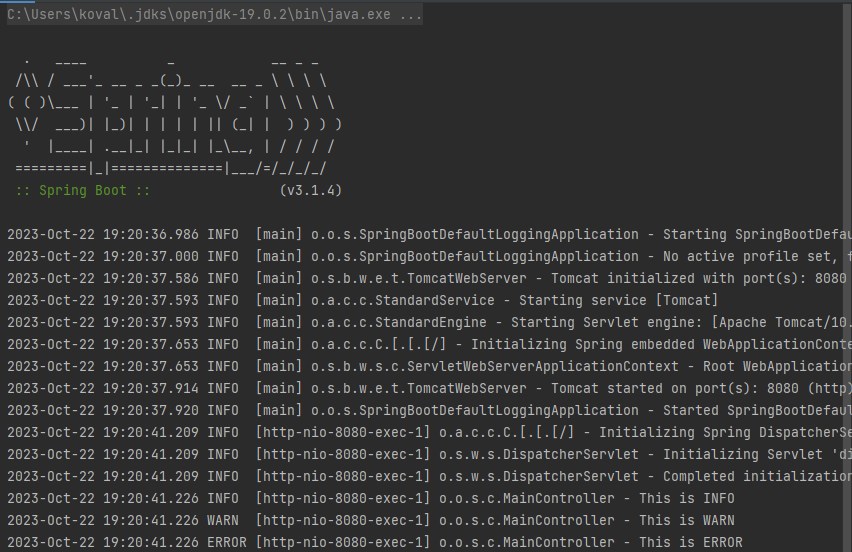 C:\Users\koval\.jdks\openjdk-19.0.2\bin\java.exe ...
  .   ____          _            __ _ _
 /\\ / ___'_ __ _ _(_)_ __  __ _ \ \ \ \
( ( )\___ | '_ | '_| | '_ \/ _` | \ \ \ \
 \\/  ___)| |_)| | | | | || (_| |  ) ) ) )
  '  |____| .__|_| |_|_| |_\__, | / / / /
 =========|_|==============|___/=/_/_/_/
 :: Spring Boot ::                (v3.1.4)
2023-Oct-22 19:20:36.986 INFO  [main] o.o.s.SpringBootDefaultLoggingApplication - Starting SpringBootDefau
2023-Oct-22 19:20:37.000 INFO  [main] o.o.s.SpringBootDefaultLoggingApplication - No active profile set, f
2023-Oct-22 19:20:37.586 INFO  [main] o.s.b.w.e.t.TomcatWebServer - Tomcat initialized with port(s): 8080
2023-Oct-22 19:20:37.593 INFO  [main] o.a.c.c.StandardService - Starting service [Tomcat]
2023-Oct-22 19:20:37.593 INFO  [main] o.a.c.c.StandardEngine - Starting Servlet engine: [Apache Tomcat/10.
2023-Oct-22 19:20:37.653 INFO  [main] o.a.c.c.C.[.[.[/] - Initializing Spring embedded WebApplicationConte
2023-Oct-22 19:20:37.653 INFO  [main] o.s.b.w.s.c.ServletWebServerApplicationContext - Root WebApplication
2023-Oct-22 19:20:37.914 INFO  [main] o.s.b.w.e.t.TomcatWebServer - Tomcat started on port(s): 8080 (http)
2023-Oct-22 19:20:37.920 INFO  [main] o.o.s.SpringBootDefaultLoggingApplication - Started SpringBootDefaul
2023-Oct-22 19:20:41.209 INFO  [http-nio-8080-exec-1] o.a.c.c.C.[.[.[/] - Initializing Spring DispatcherSe
2023-Oct-22 19:20:41.209 INFO  [http-nio-8080-exec-1] o.s.w.s.DispatcherServlet - Initializing Servlet 'di
2023-Oct-22 19:20:41.209 INFO  [http-nio-8080-exec-1] o.s.w.s.DispatcherServlet - Completed initialization
2023-Oct-22 19:20:41.226 INFO  [http-nio-8080-exec-1] o.o.s.c.MainController - This is INFO
2023-Oct-22 19:20:41.226 WARN  [http-nio-8080-exec-1] o.o.s.c.MainController - This is WARN
2023-Oct-22 19:20:41.226 ERROR [http-nio-8080-exec-1] o.o.s.c.MainController - This is ERROR